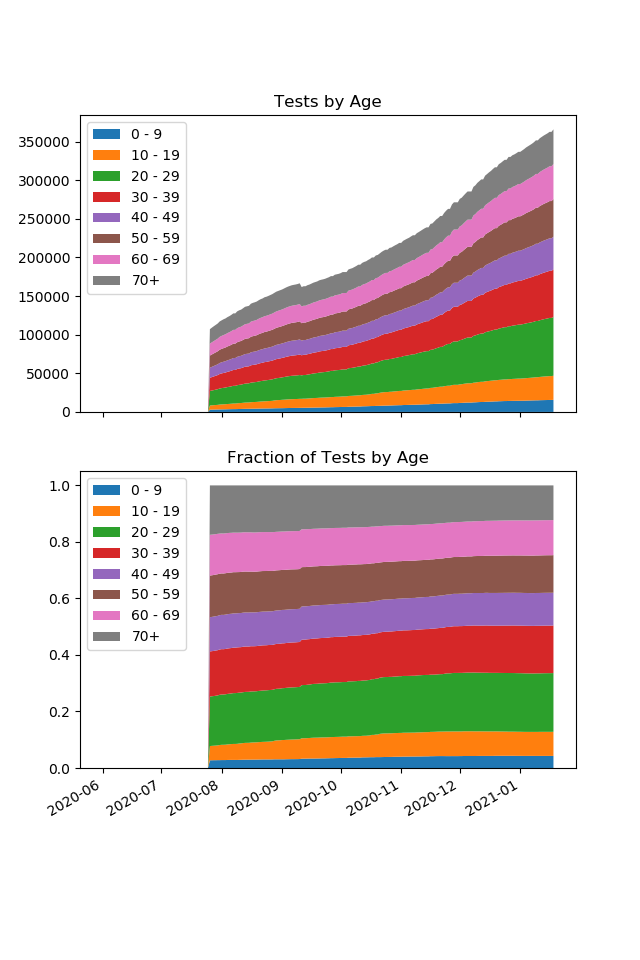 Tests by Age
350000
300000
250000
200000
150000
100000
50000
0
0 - 9
10 - 19
20 - 29
30 - 39
40 - 49
50 - 59
60 - 69
70+
Fraction of Tests by Age
1.0
0.8
0.6
0.4
0.2
0.0
0 - 9
10 - 19
20 - 29
30 - 39
40 - 49
50 - 59
60 - 69
70+
2020-06
2020-07
2020-08
2020-09
2020-10
2020-11
2020-12
2021-01